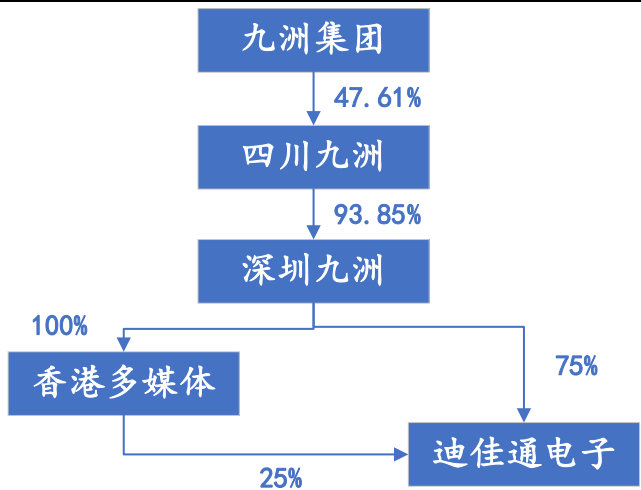 九洲集团
47.61%
四川九洲
93.85%
深圳九洲
100%
75%
香港多媒体
迪佳通电子
25%